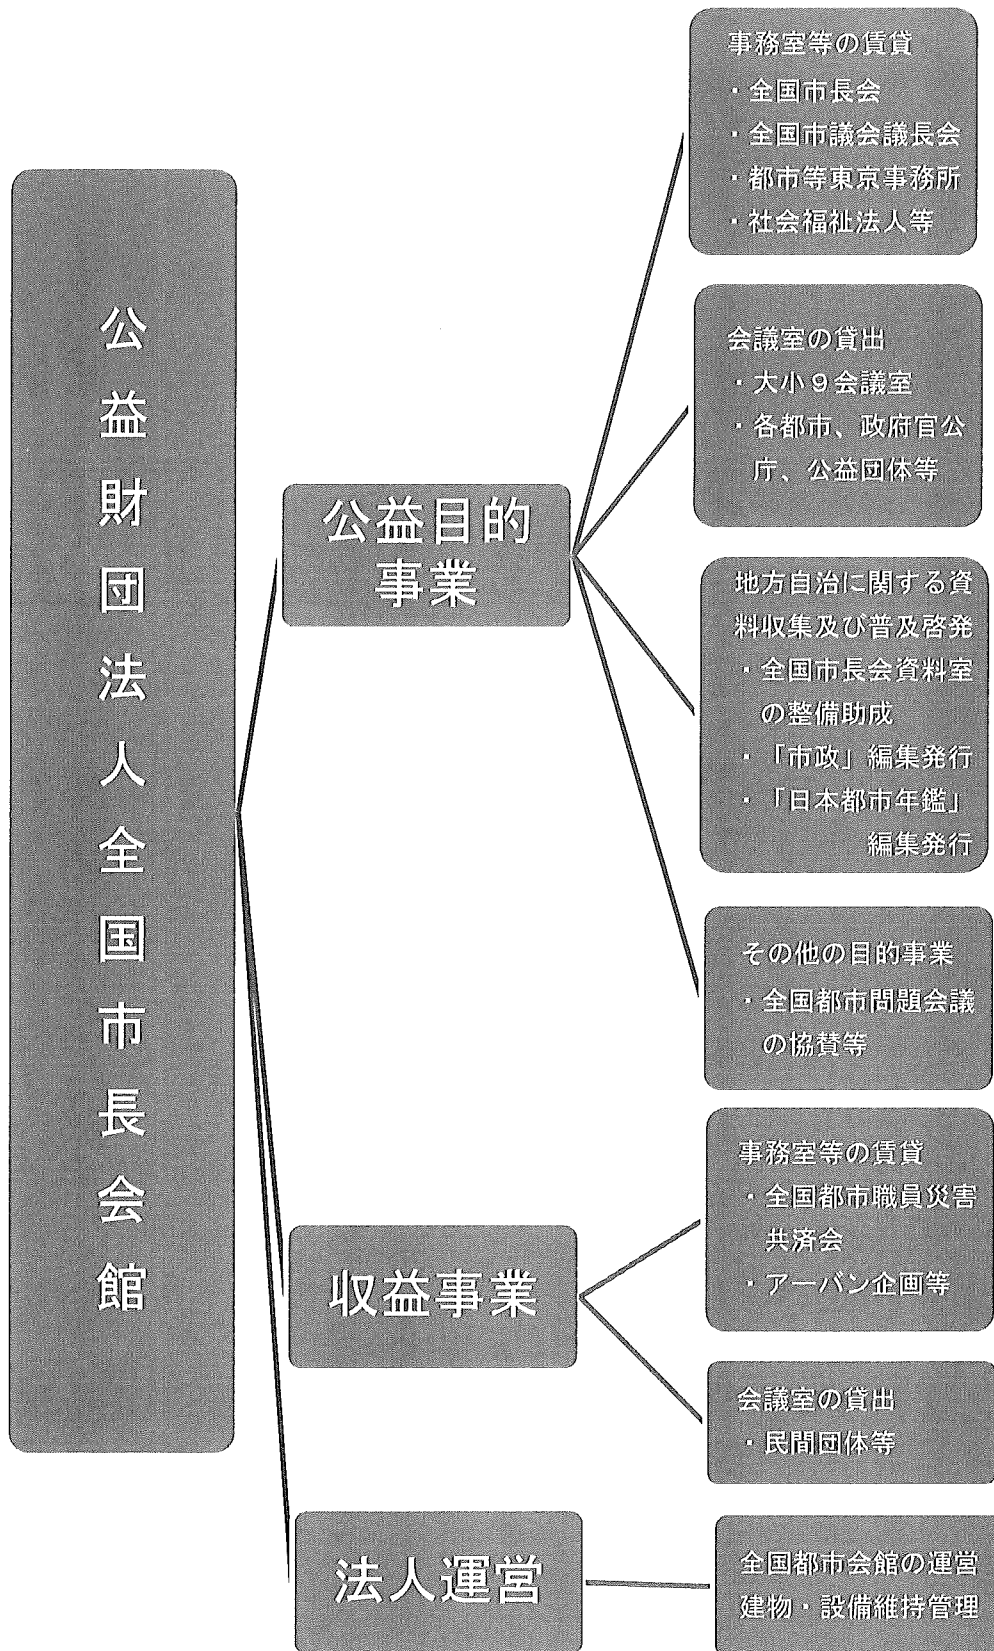 公益財団法人全国市長会館
公益目的
事業
事務室等の賃貸
・全国市長会
・全国市議会議長会
・都市等東京事務所
・社会福祉法人等
会議室の貸出
・大小９会議室
・各都市、政府官公
庁、公益団体等
地方自治に関する資
料収集及び普及啓発
・全国市長会資料室
の整備助成
・「市政」編集発行
・「日本都市年鑑」
編集発行
その他の目的事業
・全国都市問題会議
の協賛等
収益事業
事務室等の賃貸
・全国都市職員災害
共済会
・アーバン企画等
会議室の貸出
・民間団体等
法人運営
全国都市会館の運営
建物・設備維持管理